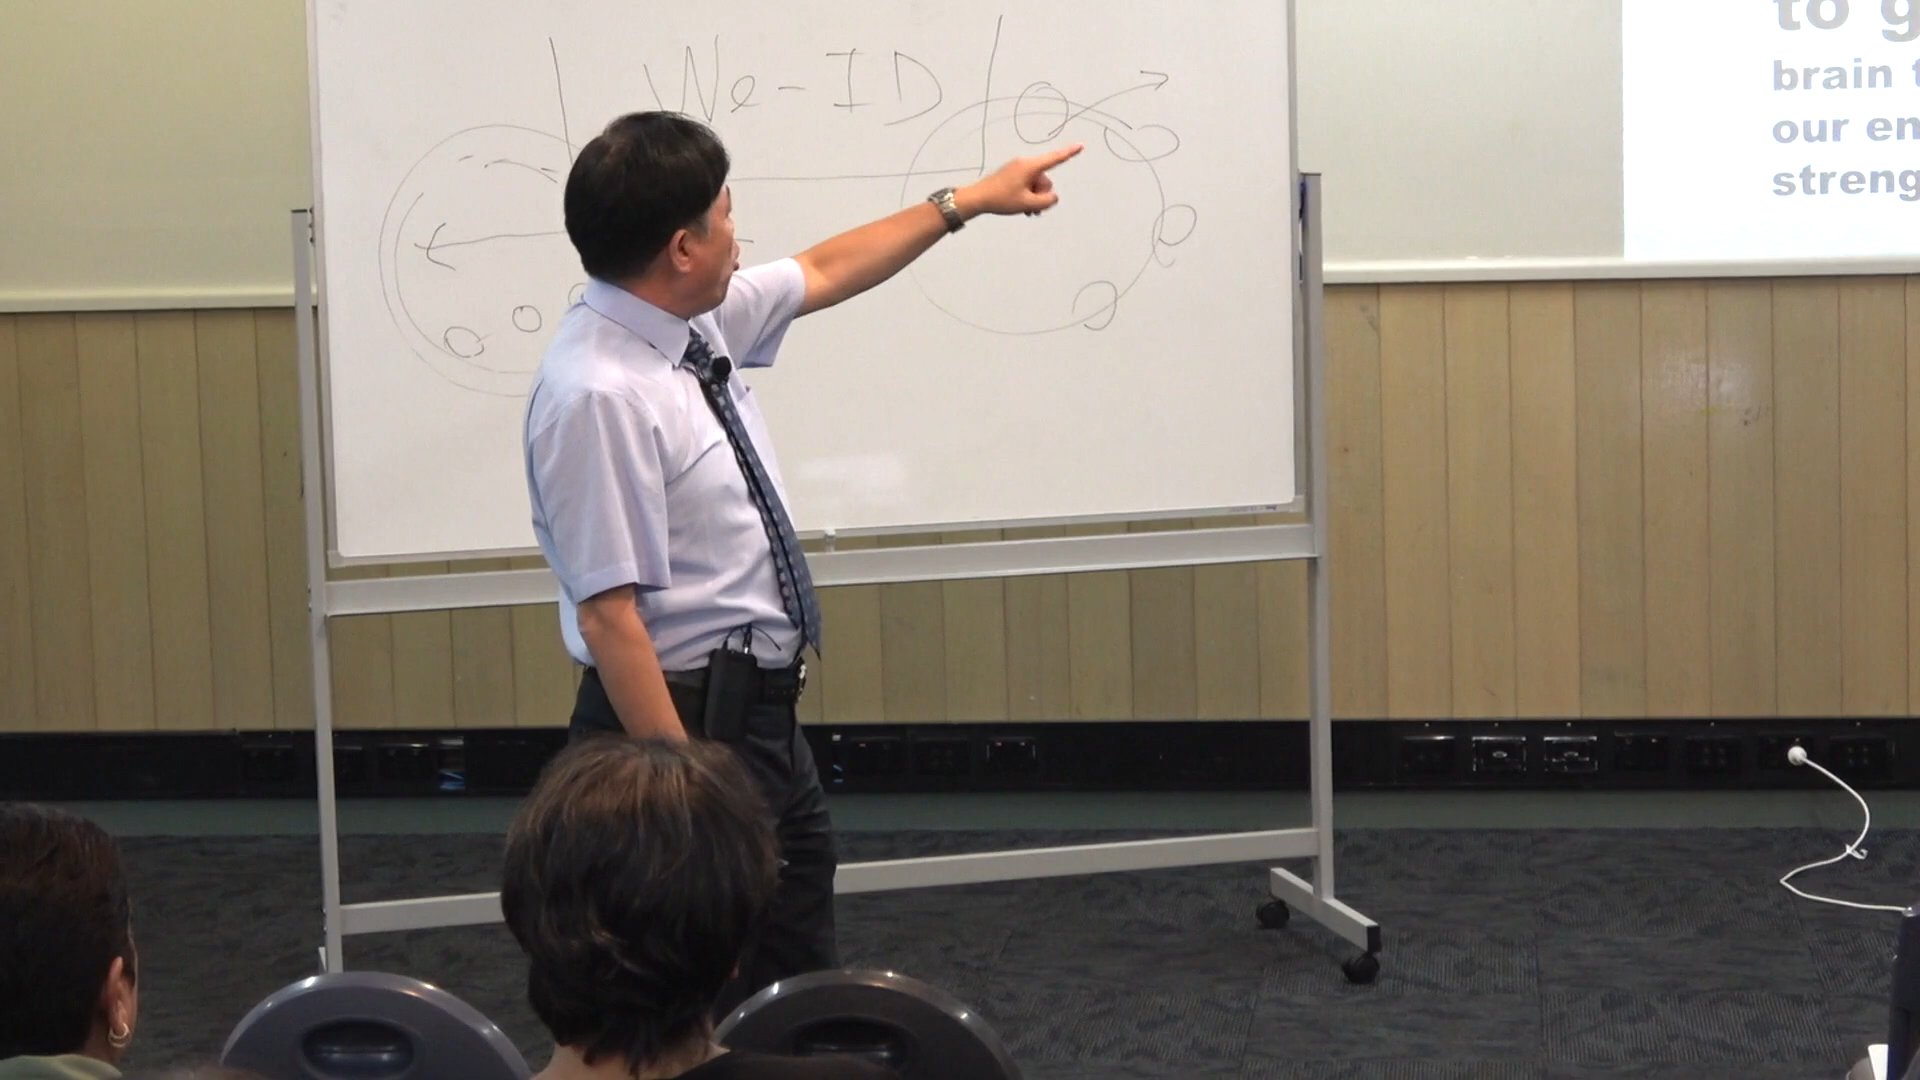 We-ID
to g
brain t
our en
streng